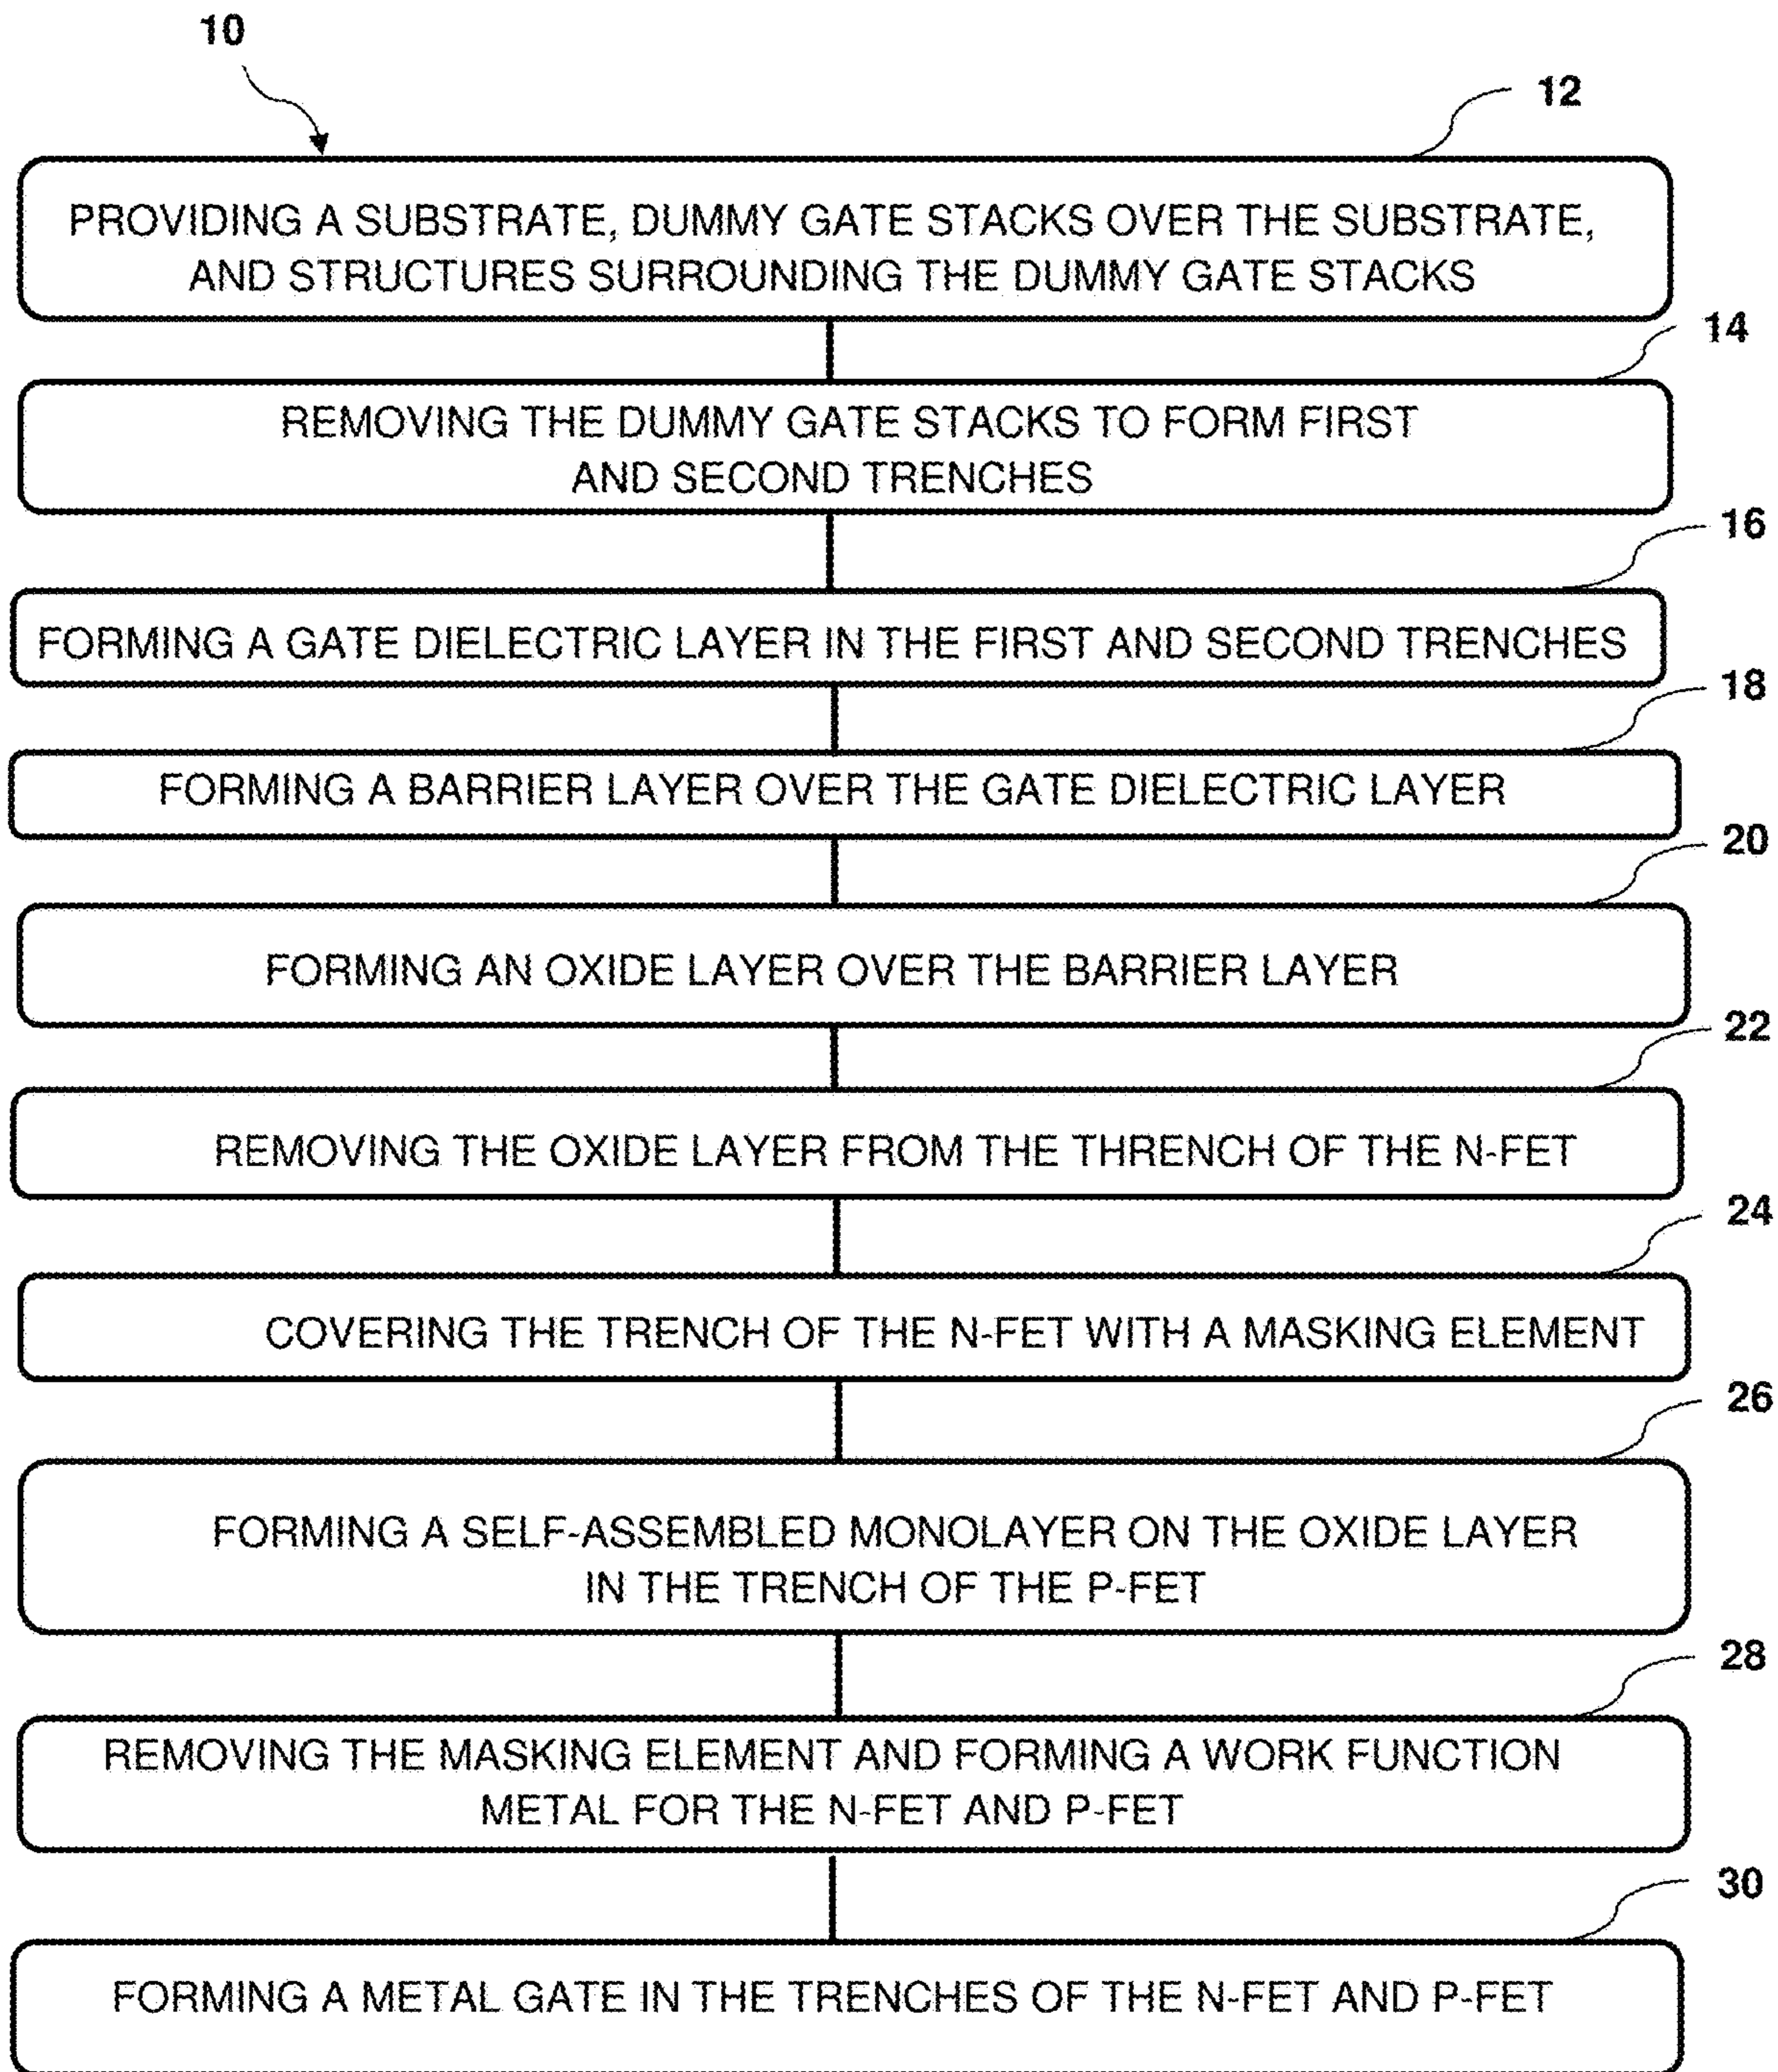 10
12
PROVIDING A SUBSTRATE, DUMMY GATE STACKS OVER THE SUBSTRATE,
AND STRUCTURES SURROUNDING THE DUMMY GATE STACKS
14
REMOVING THE DUMMY GATE STACKS TO FORM FIRST
AND SECOND TRENCHES
16
FORMING A GATE DIELECTRIC LAYER IN THE FIRST AND SECOND TRENCHES
18
FORMING A BARRIER LAYER OVER THE GATE DIELECTRIC LAYER
20
FORMING AN OXIDE LAYER OVER THE BARRIER LAYER
22
REMOVING THE OXIDE LAYER FROM THE THRENCH OF THE N-FET
24
COVERING THE TRENCH OF THE N-FET WITH A MASKING ELEMENT
26
FORMING A SELF-ASSEMBLED MONOLAYER ON THE OXIDE LAYER
IN THE TRENCH OF THE P-FET
28
REMOVING THE MASKING ELEMENT AND FORMING A WORK FUNCTION
METAL FOR THE N-FET AND P-FET
30
FORMING A METAL GATE IN THE TRENCHES OF THE N-FET AND P-FET